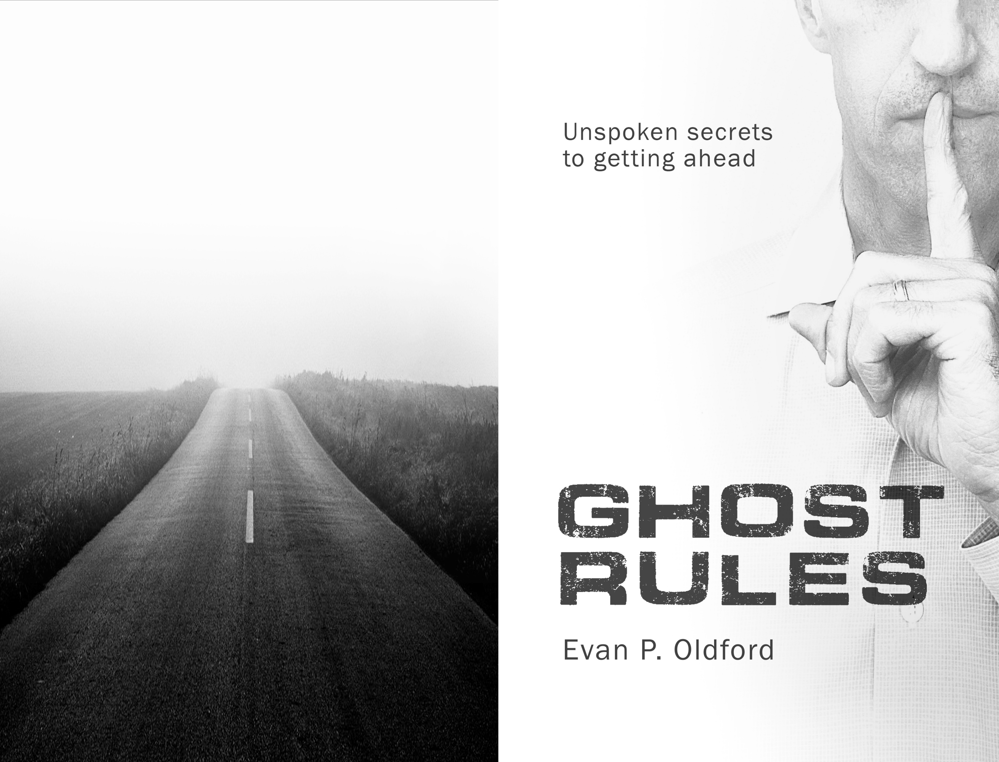 Unspoken secrets
to getting ahead
GHOST
RULES
Evan P. Oldford